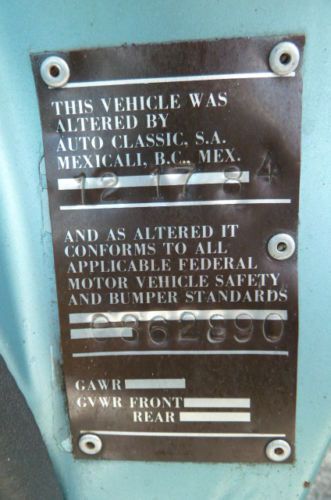 THIS VEHICLE WAS
ALTERED BY
AUTO CLASSIC, S.A.
MEXICALI, B.C., MEX.
12 17 84
AND AS ALTERED IT
CONFORMS TO ALL
APPLICABLE FEDERAL
MOTOR VEHICLE SAFETY
AND BUMPER STANDARDS
GAWR
GVWR FRONT
REAR